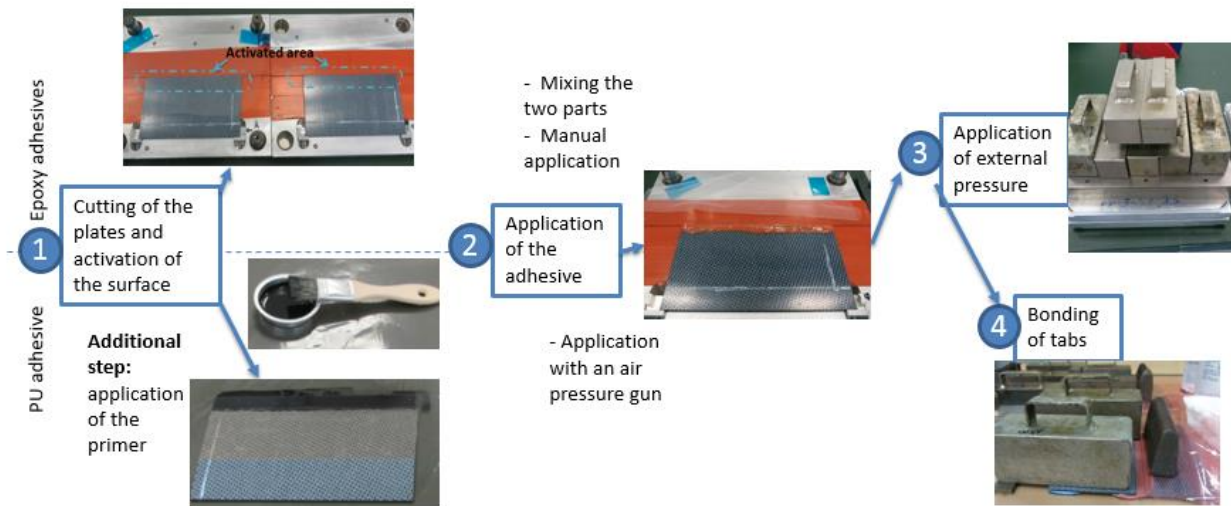 Epoxy adhesives
PU adhesive
Activated area
1
Cutting of the
plates and
activation of
the surface
Additional
step:
application
of the
primer
- Mixing the
two parts
- Manual
application
2
Application
of the
adhesive
- Application
with an air
pressure gun
3
Application
of external
pressure
4
Bonding
of tabs